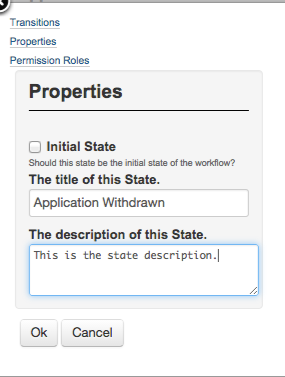 Transitions
Properties
Permission Roles
Properties
Initial State
Should this state be the initial state of the workflow?
The title of this State.
Application Withdrawn
The description of this State.
This is the state description.
Ok Cancel